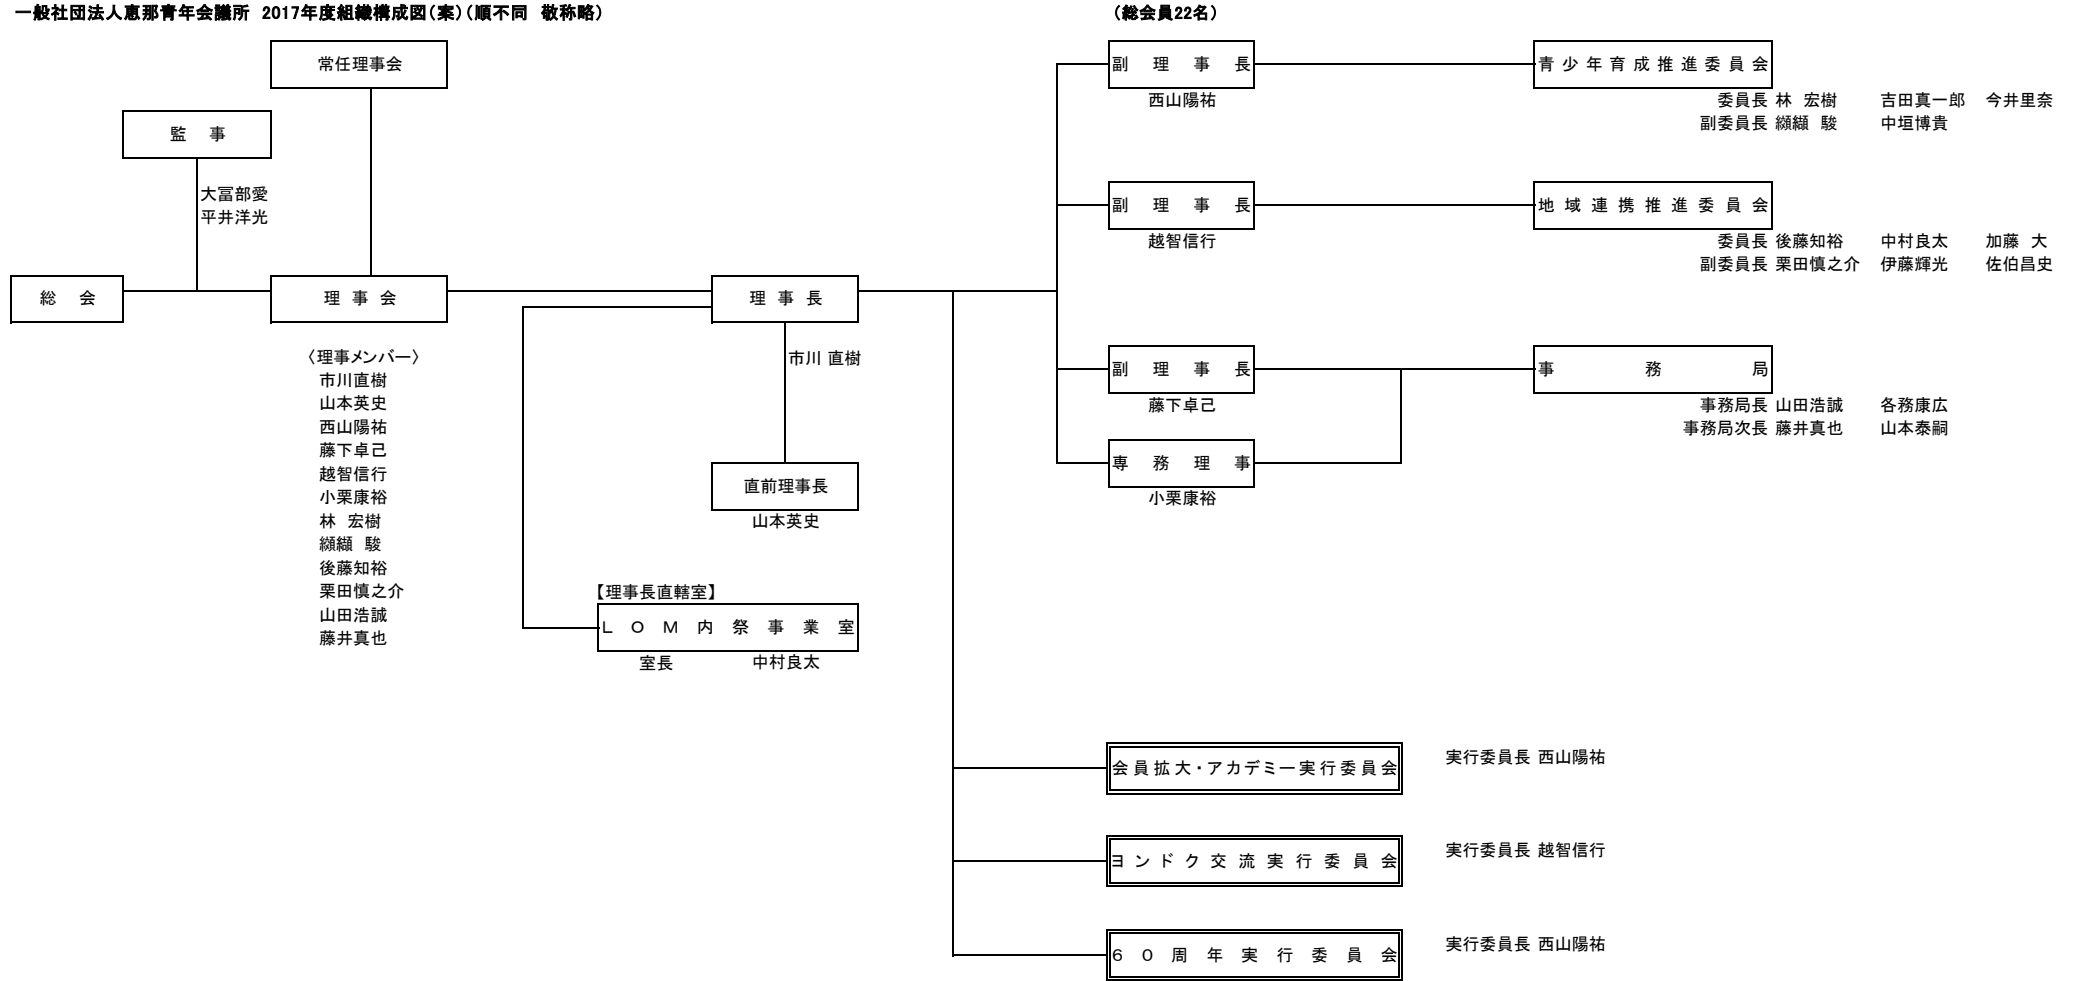 一般社団法人恵那青年会議所 2017年度組織構成図(案)(順不同 敬称略)
(総会員22名)
常任理事会
監 事
大冨部愛
平井洋光
総 会
理 事 会
〈理事メンバー〉
市川直樹
山本英史
西山陽祐
藤下卓己
越智信行
小栗康裕
林 宏樹
纐纈 駿
後藤知裕
栗田慎之介
山田浩誠
藤井真也
理 事 長
市川 直樹
直前理事長
山本英史
【理事長直轄室】
LOM内祭事業室
室長 中村良太
副理事長
西山陽祐
青少年育成推進委員会
委員長 林 宏樹 吉田真一郎 今井里奈
副委員長 纐纈 駿 中垣博貴
副理事長
越智信行
地域連携推進委員会
委員長 後藤知裕 中村良太 加藤 大
副委員長 栗田慎之介 伊藤輝光 佐伯昌史
副理事長
藤下卓己
事務局
事務局長 山田浩誠 各務康広
事務局次長 藤井真也 山本泰嗣
専務理事
小栗康裕
会員拡大・アカデミー実行委員会
実行委員長 西山陽祐
ヨンドク交流実行委員会
実行委員長 越智信行
60周年実行委員会
実行委員長 西山陽祐